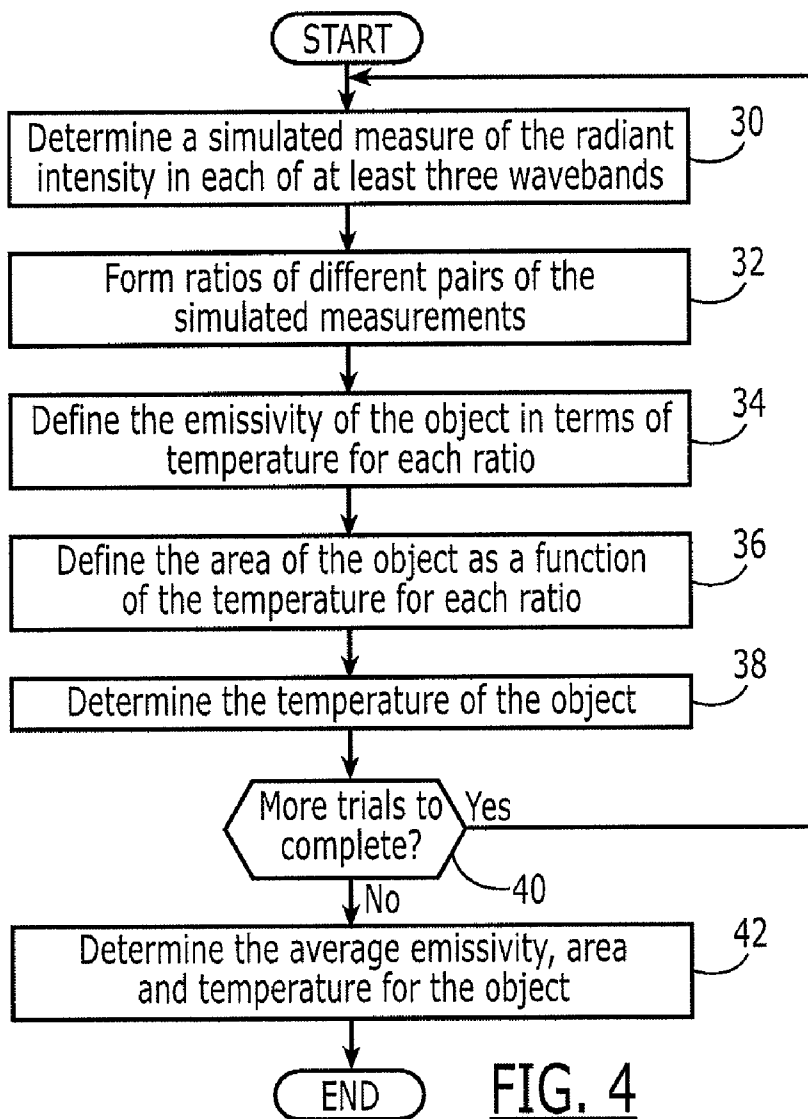 START
Determine a simulated measure of the radiant
intensity in each of at least three wavebands
30
Form ratios of different pairs of the
simulated measurements
32
Define the emissivity of the object in terms of
temperature for each ratio
34
Define the area of the object as a function
of the temperature for each ratio
36
Determine the temperature of the object
38
More trials to
complete?
Yes
40
No
Determine the average emissivity, area
and temperature for the object
42
END
FIG. 4